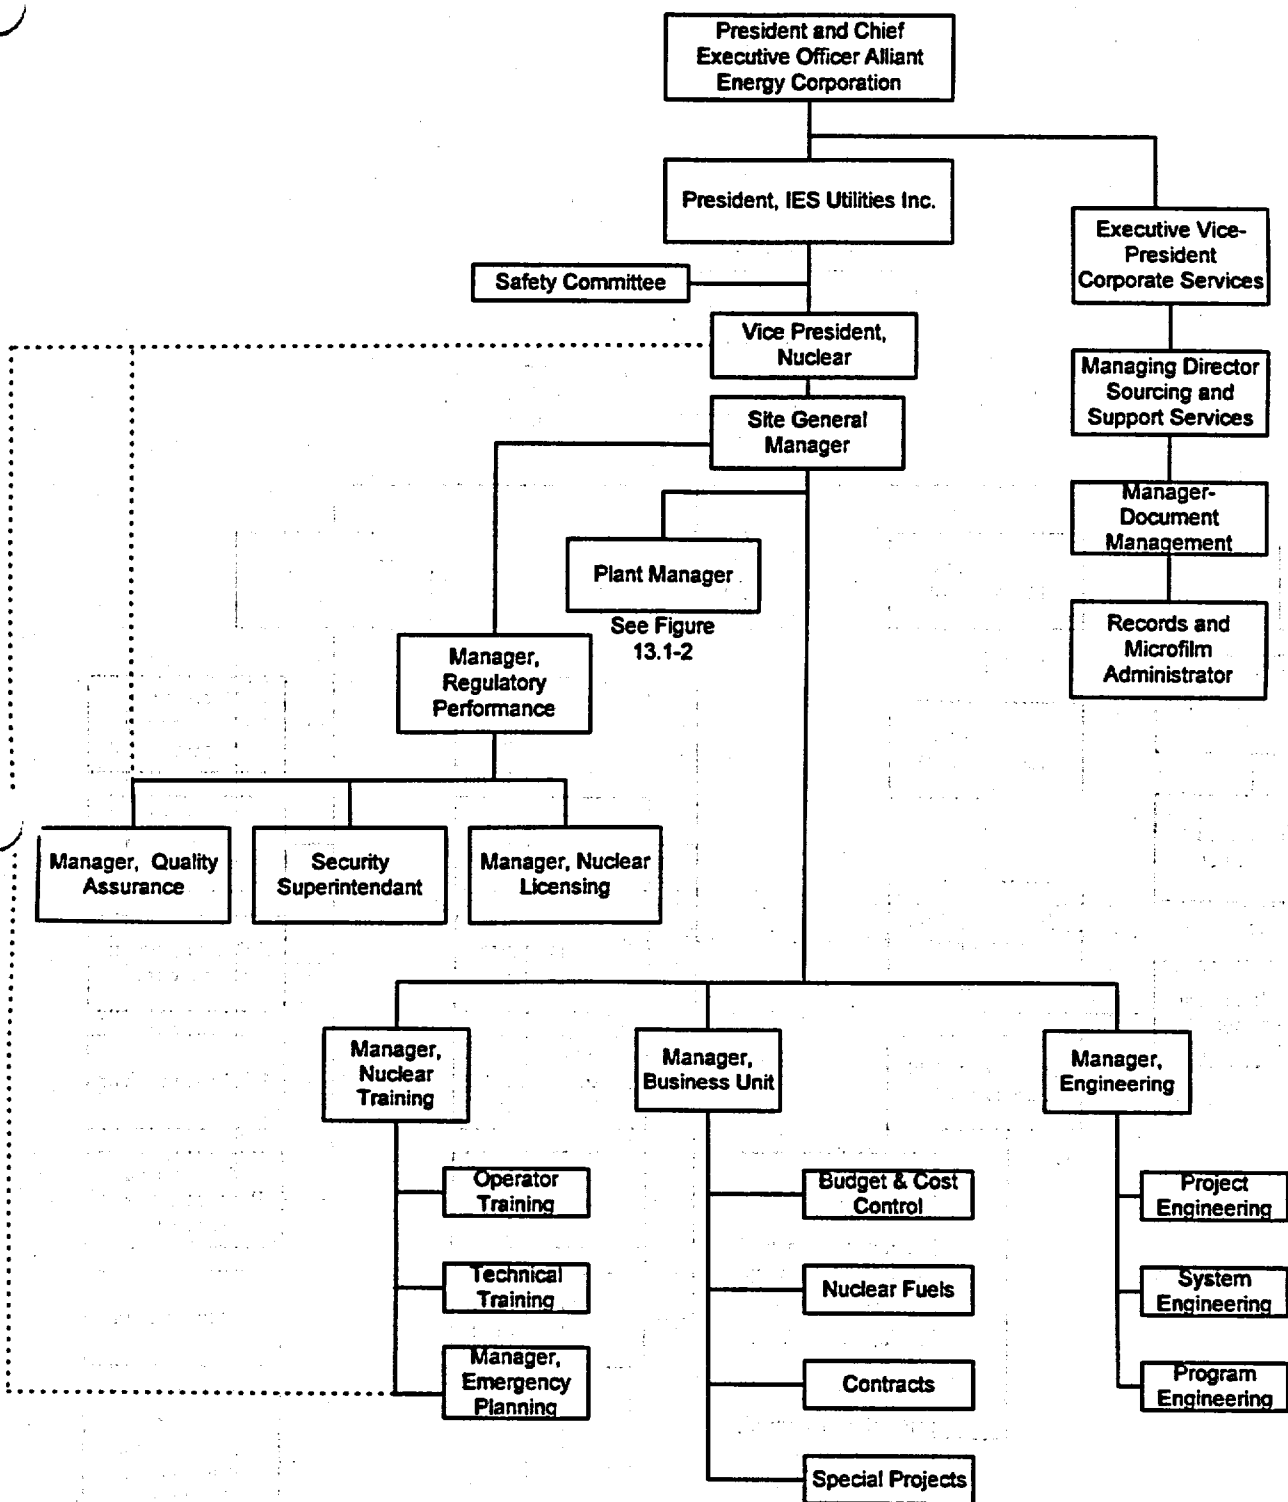 President and Chief
Executive Officer Alliant
Energy Corporation
President, IES Utilities Inc.
Executive Vice-
President
Corporate Services
Safety Committee
Vice President,
Nuclear
Managing Director
Sourcing and
Support Services
Site General
Manager
Manager-
Document
Management
Plant Manager
See Figure
13.1-2
Records and
Microfilm
Administrator
Manager,
Regulatory
Performance
Manager, Quality
Assurance
Security
Superintendant
Manager, Nuclear
Licensing
Manager,
Nuclear
Training
Manager,
Business Unit
Manager,
Engineering
Operator
Training
Technical
Training
Manager,
Emergency
Planning
Budget & Cost
Control
Nuclear Fuels
Contracts
Special Projects
Project
Engineering
System
Engineering
Program
Engineering